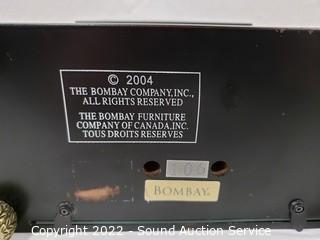 © 2004
THE BOMBAY COMPANY, INC.,
ALL RIGHTS RESERVED
THE BOMBAY FURNITURE
COMPANY OF CANADA, INC.
TOUS DROITS RESERVES
106
BOMBAY®
Copyright 2022 - Sound Auction Service